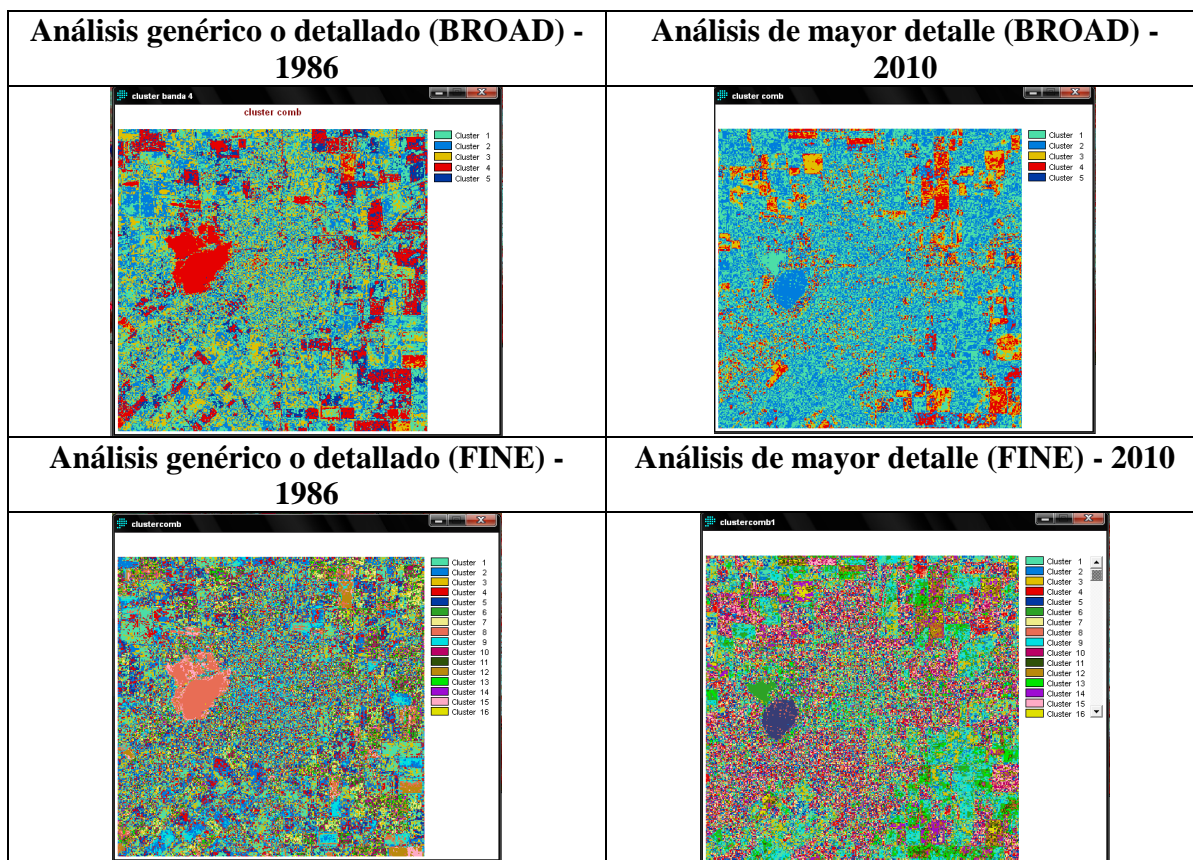 Análisis genérico o detallado (BROAD) -
1986
Análisis de mayor detalle (BROAD) -
2010
cluster banda 4
cluster comb
Cluster 1
Cluster 2
Cluster 3
Cluster 4
Cluster 5
cluster comb
Cluster 1
Cluster 2
Cluster 3
Cluster 4
Cluster 5
Análisis genérico o detallado (FINE) -
1986
Análisis de mayor detalle (FINE) - 2010
clustercomb
Cluster 1
Cluster 2
Cluster 3
Cluster 4
Cluster 5
Cluster 6
Cluster 7
Cluster 8
Cluster 9
Cluster 10
Cluster 11
Cluster 12
Cluster 13
Cluster 14
Cluster 15
Cluster 16
clustercomb1
Cluster 1
Cluster 2
Cluster 3
Cluster 4
Cluster 5
Cluster 6
Cluster 7
Cluster 8
Cluster 9
Cluster 10
Cluster 11
Cluster 12
Cluster 13
Cluster 14
Cluster 15
Cluster 16